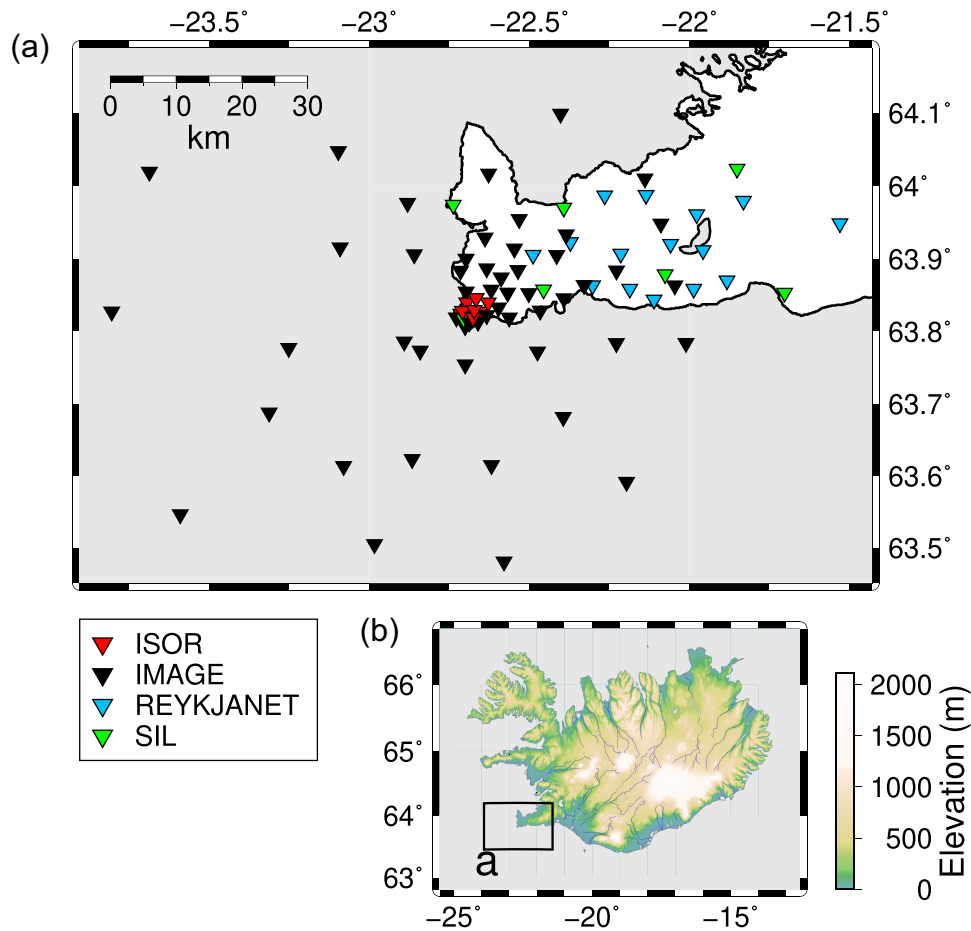 (a)
−23.5˚ −23˚ −22.5˚ −22˚ −21.5˚
0 10 20 30
km
64.1˚
64˚
63.9˚
63.8˚
63.7˚
63.6˚
63.5˚
ISOR
IMAGE
REYKJANET
SIL
(b)
66˚
65˚
64˚
63˚
−25˚ −20˚ −15˚
a
2000
1500
1000
500
0
Elevation (m)